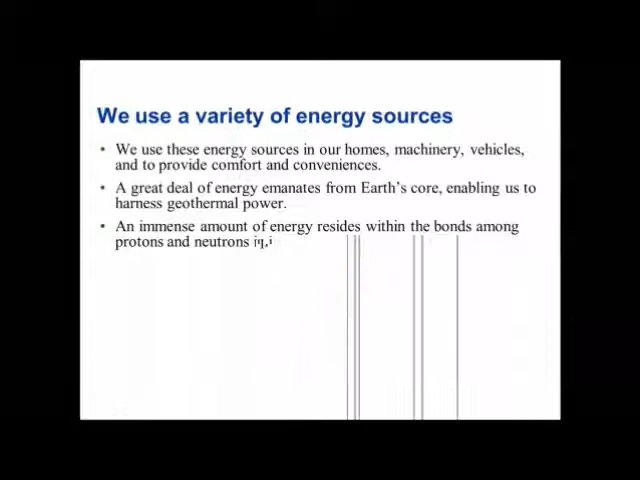 We use a variety of energy sources
• We use these energy sources in our homes, machinery, vehicles,
and to provide comfort and conveniences.
• A great deal of energy emanates from Earth's core, enabling us to
harness geothermal power.
• An immense amount of energy resides within the bonds among
protons and neutrons